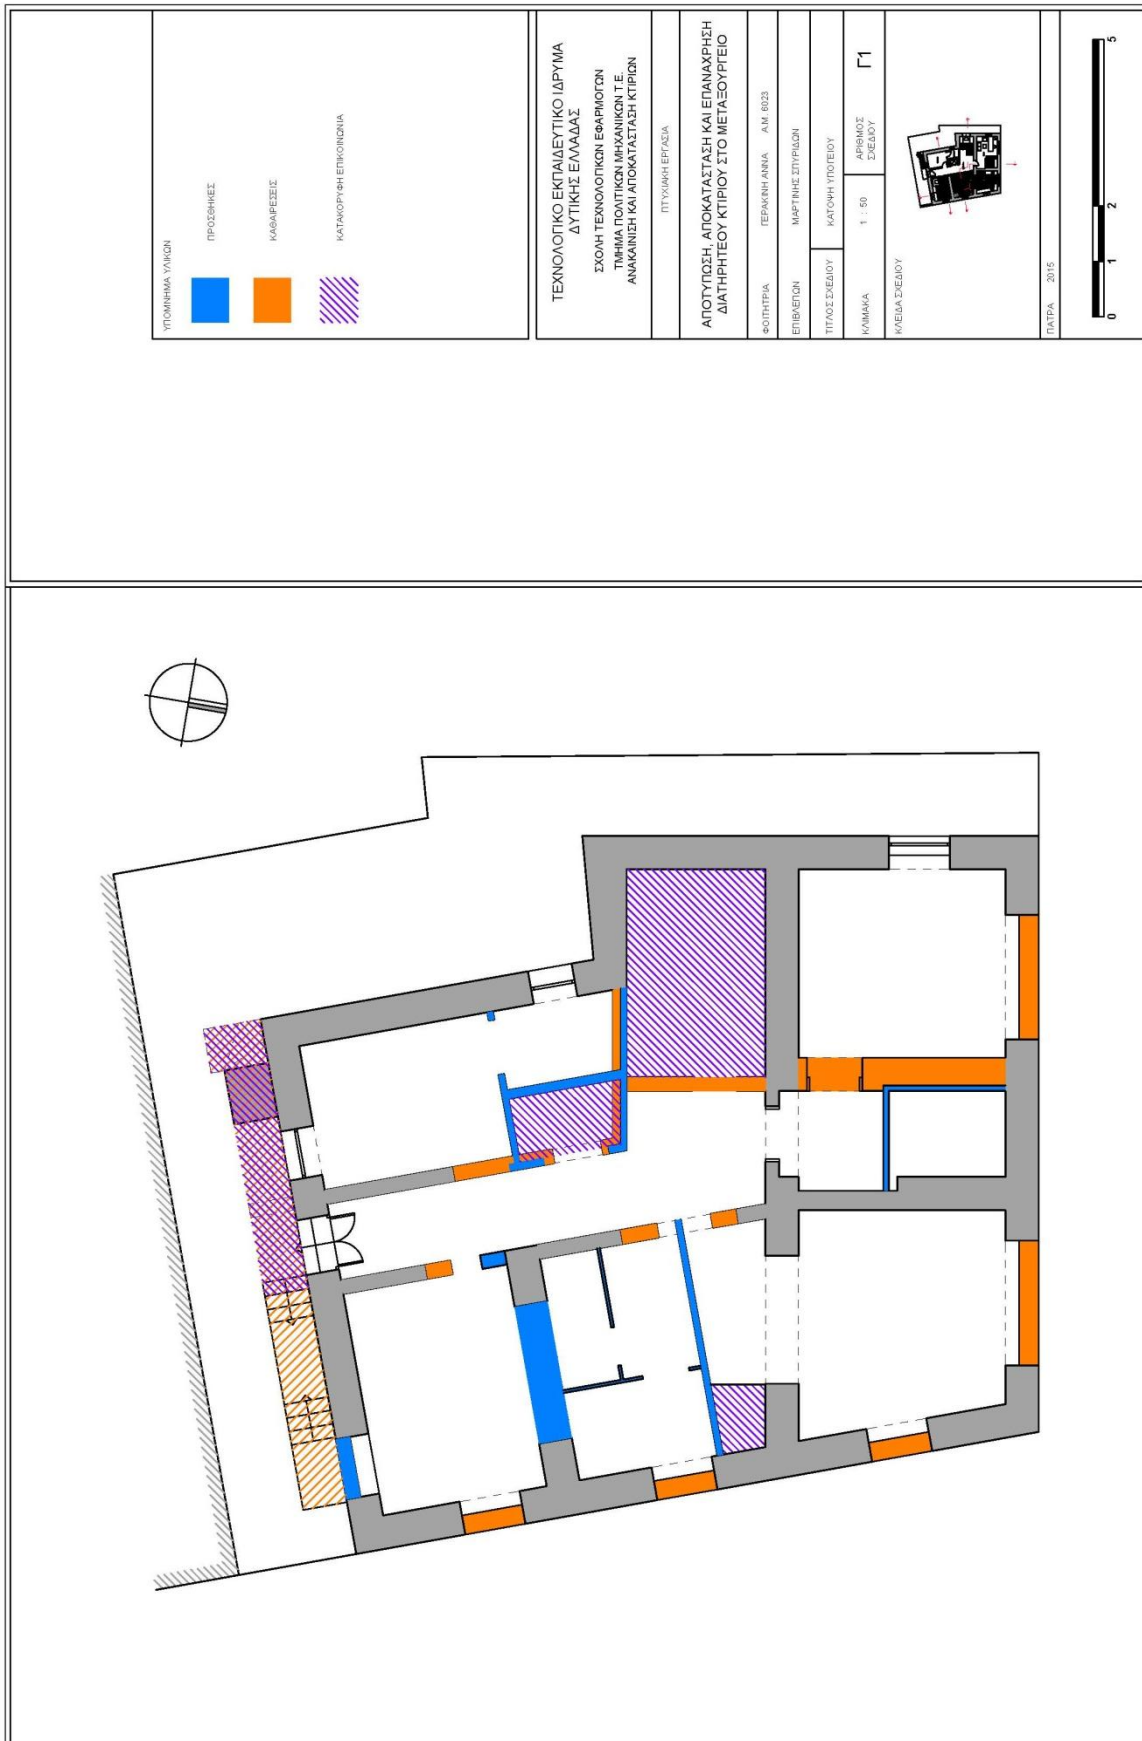 ΥΠΟΜΝΗΜΑ ΥΛΙΚΩΝ
ΠΡΟΣΘΗΚΕΣ
ΚΑΘΑΙΡΕΣΕΙΣ
ΚΑΤΑΚΟΡΥΦΗ ΕΠΙΚΟΙΝΩΝΙΑ
ΤΕΧΝΟΛΟΓΙΚΟ ΕΚΠΑΙΔΕΥΤΙΚΟ ΙΔΡΥΜΑ
ΔΥΤΙΚΗΣ ΕΛΛΑΔΑΣ
ΣΧΟΛΗ ΤΕΧΝΟΛΟΓΙΚΩΝ ΕΦΑΡΜΟΓΩΝ
ΤΜΗΜΑ ΠΟΛΙΤΙΚΩΝ ΜΗΧΑΝΙΚΩΝ Τ.Ε.
ΑΝΑΚΑΙΝΙΣΗ ΚΑΙ ΑΠΟΚΑΤΑΣΤΑΣΗ ΚΤΙΡΙΩΝ
ΠΤΥΧΙΑΚΗ ΕΡΓΑΣΙΑ
ΑΠΟΤΥΠΩΣΗ, ΑΠΟΚΑΤΑΣΤΑΣΗ ΚΑΙ ΕΠΑΝΑΧΡΗΣΗ
ΔΙΑΤΗΡΗΤΕΟΥ ΚΤΙΡΙΟΥ ΣΤΟ ΜΕΤΑΞΟΥΡΓΕΙΟ
ΦΟΙΤΗΤΡΙΑ ΓΕΡΑΚΙΝΗ ΑΝΝΑ Α.Μ. 6023
ΕΠΙΒΛΕΠΩΝ ΜΑΡΤΙΝΗΣ ΣΠΥΡΙΔΩΝ
ΤΙΤΛΟΣ ΣΧΕΔΙΟΥ ΚΑΤΟΨΗ ΥΠΟΓΕΙΟΥ
ΚΛΙΜΑΚΑ 1 : 50 ΑΡΙΘΜΟΣ ΣΧΕΔΙΟΥ Γ1
ΚΛΕΙΔΑ ΣΧΕΔΙΟΥ
ΠΑΤΡΑ 2015
0 1 2 5